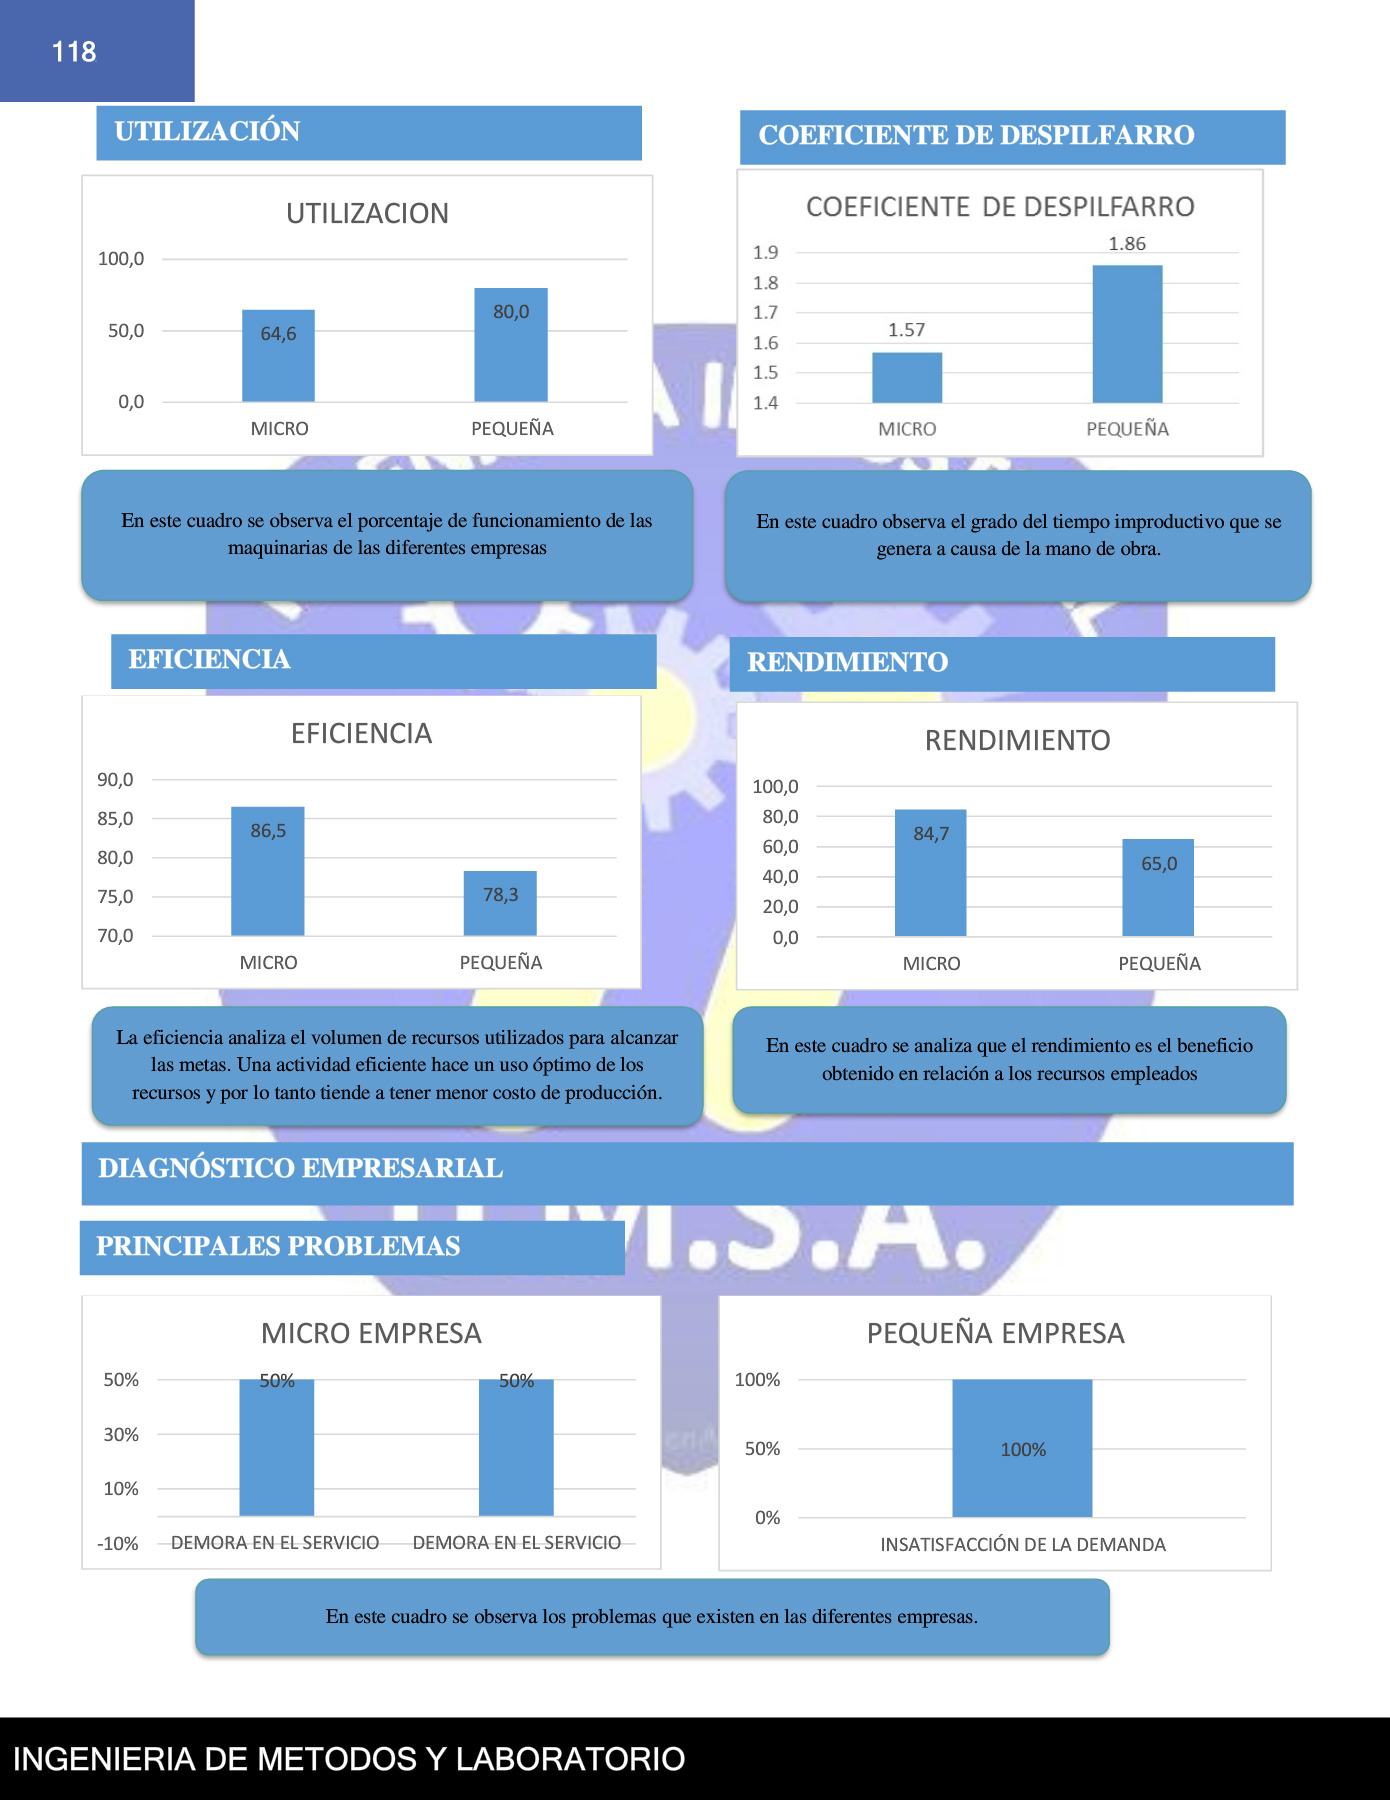 118
UTILIZACIÓN
UTILIZACION
100,0
50,0
0,0
64,6
80,0
MICRO
PEQUEÑA
En este cuadro se observa el porcentaje de funcionamiento de las
maquinarias de las diferentes empresas
COEFICIENTE DE DESPILFARRO
COEFICIENTE DE DESPILFARRO
1.9
1.8
1.7
1.6
1.5
1.4
1.57
1.86
MICRO
PEQUEÑA
En este cuadro observa el grado del tiempo improductivo que se
genera a causa de la mano de obra.
EFICIENCIA
EFICIENCIA
90,0
85,0
80,0
75,0
70,0
86,5
78,3
MICRO
PEQUEÑA
La eficiencia analiza el volumen de recursos utilizados para alcanzar
las metas. Una actividad eficiente hace un uso óptimo de los
recursos y por lo tanto tiende a tener menor costo de producción.
RENDIMIENTO
RENDIMIENTO
100,0
80,0
60,0
40,0
20,0
0,0
84,7
65,0
MICRO
PEQUEÑA
En este cuadro se analiza que el rendimiento es el beneficio
obtenido en relación a los recursos empleados
DIAGNÓSTICO EMPRESARIAL
PRINCIPALES PROBLEMAS
MICRO EMPRESA
50%
30%
10%
-10%
50%
50%
DEMORA EN EL SERVICIO
DEMORA EN EL SERVICIO
PEQUEÑA EMPRESA
100%
50%
0%
100%
INSATISFACCIÓN DE LA DEMANDA
En este cuadro se observa los problemas que existen en las diferentes empresas.
INGENIERIA DE METODOS Y LABORATORIO